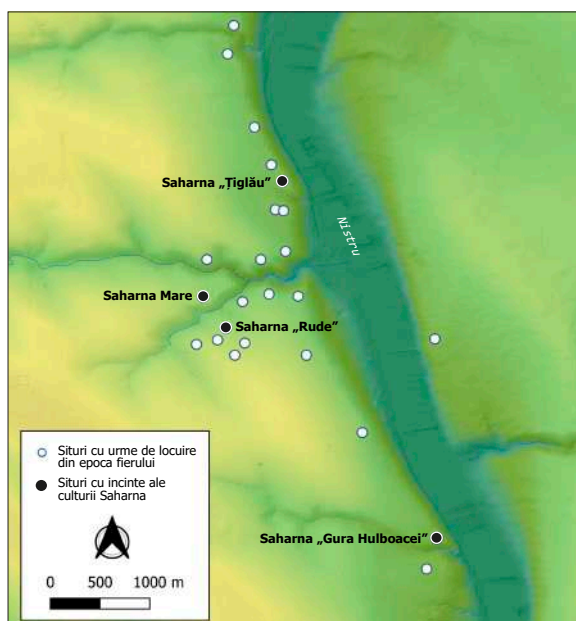 Saharna „Țiglău”
Nistru
Saharna Mare
Saharna „Rude”
Situri cu urme de locuire
din epoca fierului
Situri cu incinte ale
culturii Saharna
Saharna „Gura Hulboacei”
0 500 1000 m